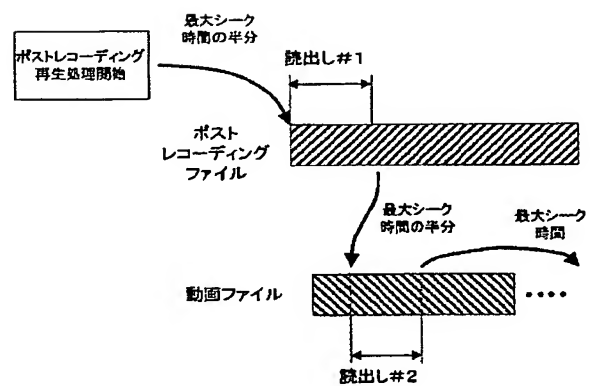 最大シーク
時間の半分
ポストレコーディング
再生処理開始
読出し#1
ポスト
レコーディング
ファイル
最大シーク
時間の半分
最大シーク
時間
動画ファイル
読出し#2